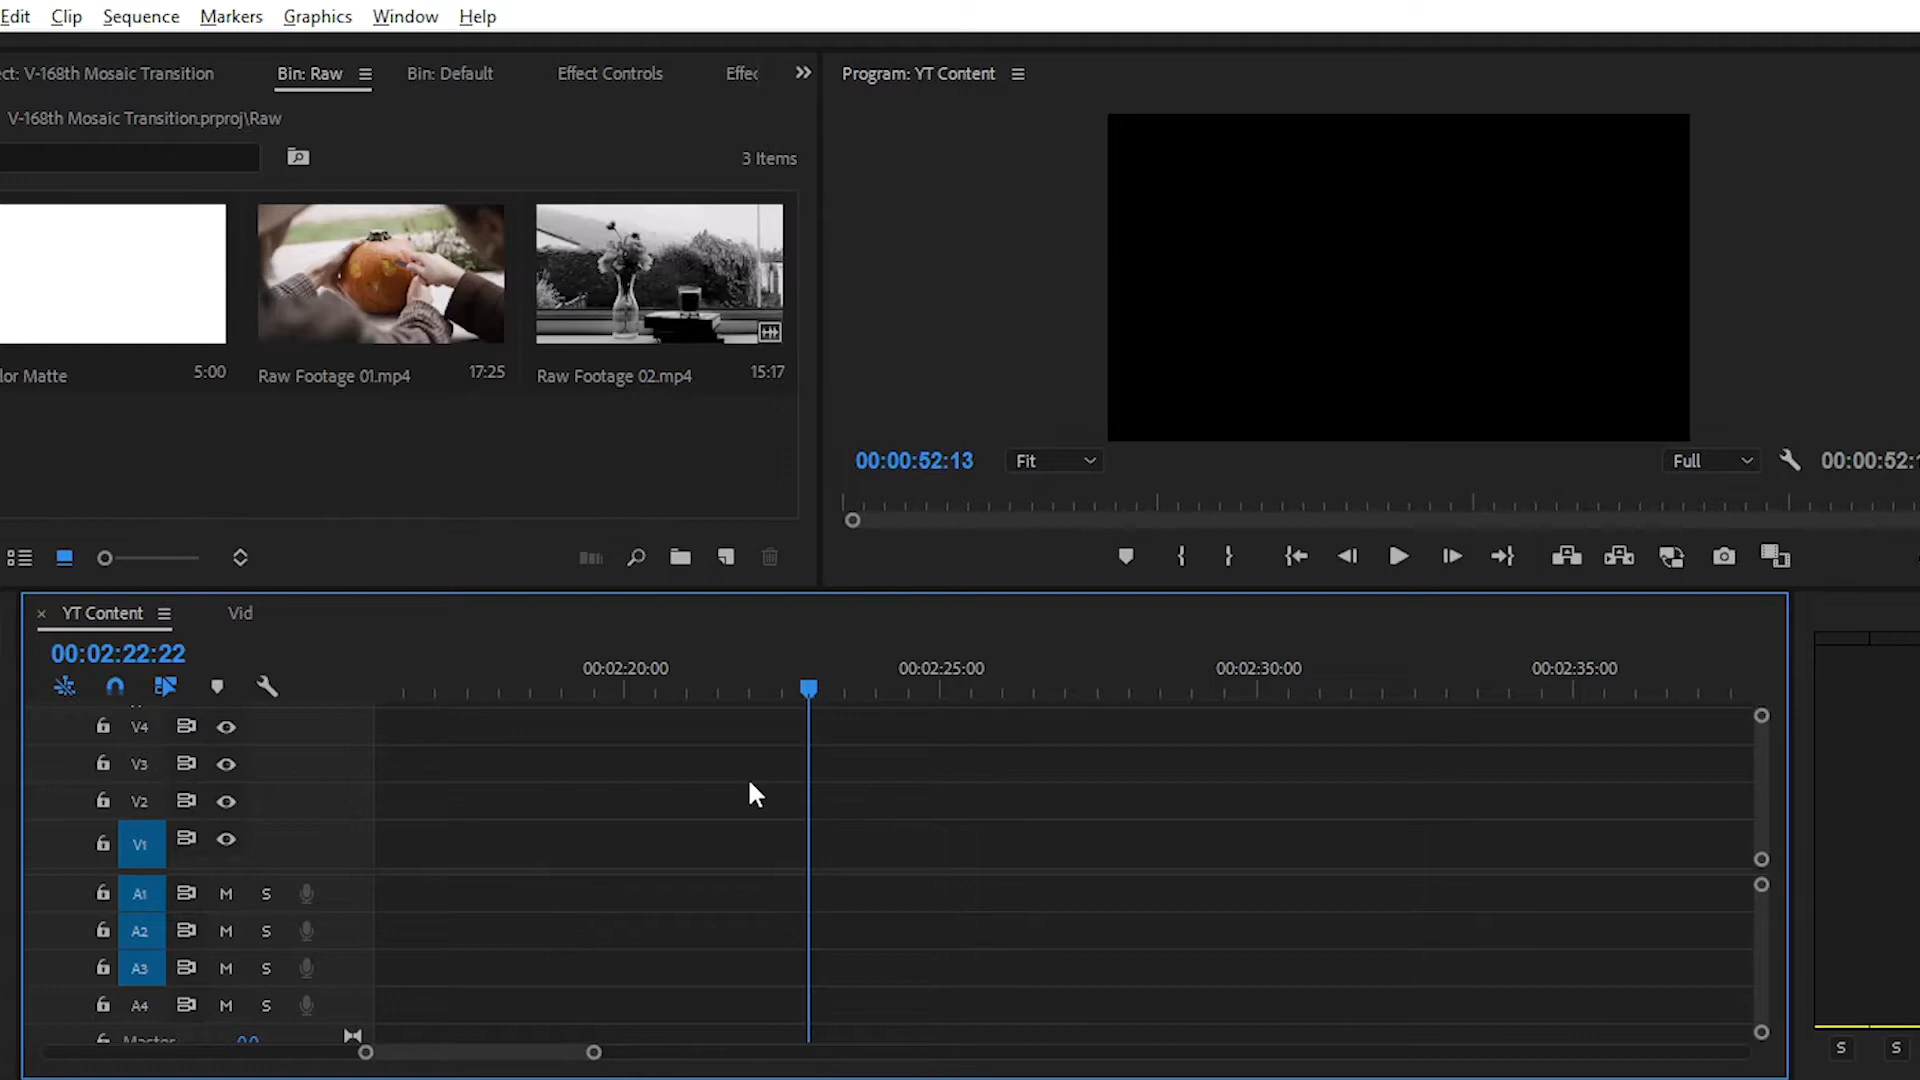 Edit Clip Sequence Markers Graphics Window Help
ct: V-168th Mosaic Transition Bin: Raw Bin: Default Effect Controls Effec
Program: YT Content
V-168th Mosaic Transition.prproj\Raw
3 Items
lor Matte 5:00
Raw Footage 01.mp4 17:25
Raw Footage 02.mp4 15:17
00:00:52:13 Fit Full 00:00:52:1
YT Content Vid
00:02:22:22
00:02:20:00 00:02:25:00 00:02:30:00 00:02:35:00
V4
V3
V2
V1
A1 M S
A2 M S
A3 M S
A4 M S
Master 0.0
S S